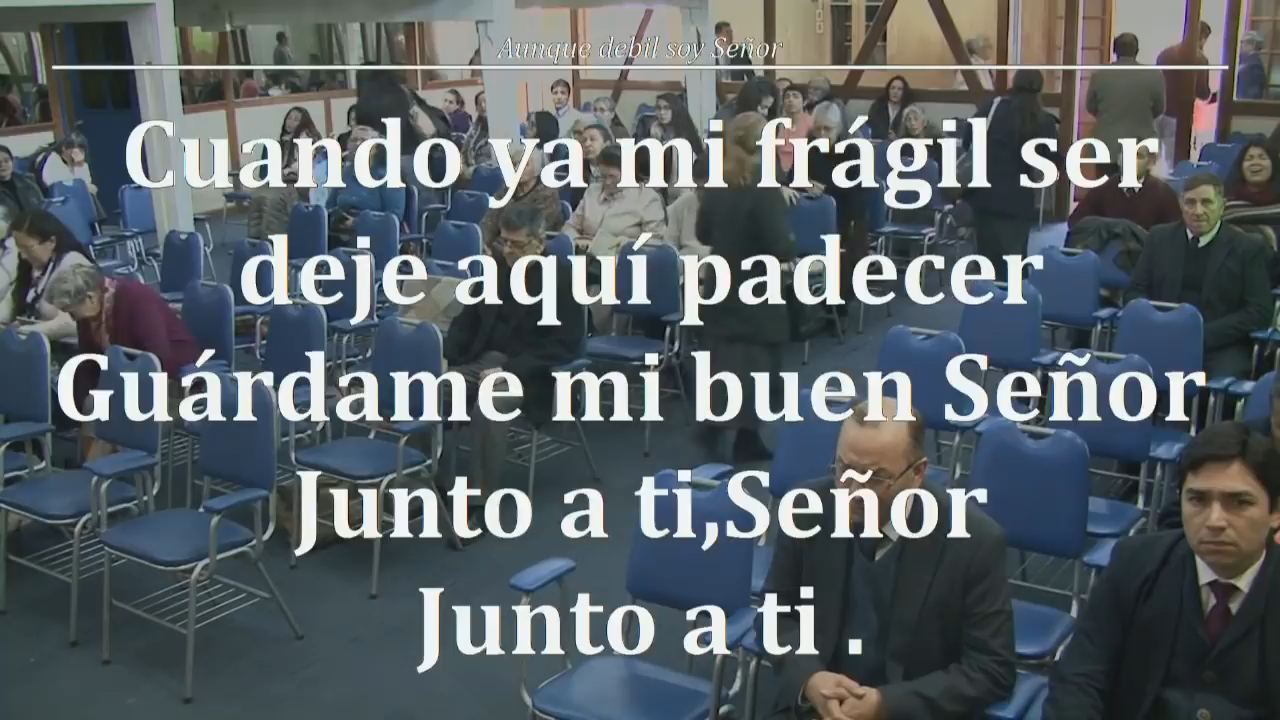 Aunque debil soy Señor
Cuando ya mi frágil ser
deje aquí padecer
Guárdame mi buen Señor
Junto a ti,Señor
Junto a ti .